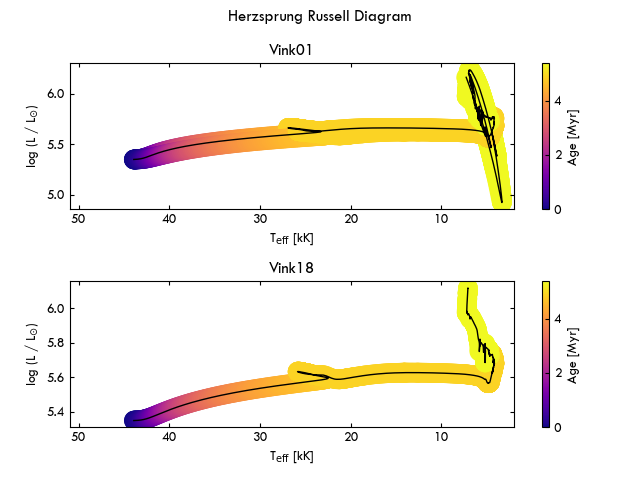 Herzsprung Russell Diagram
Vink01
6.0
5.5
5.0
log (L / L⊙)
50 40 30 20 10
T_eff [kK]
4
2
0
Age [Myr]
Vink18
6.0
5.8
5.6
5.4
log (L / L⊙)
50 40 30 20 10
T_eff [kK]
4
2
0
Age [Myr]